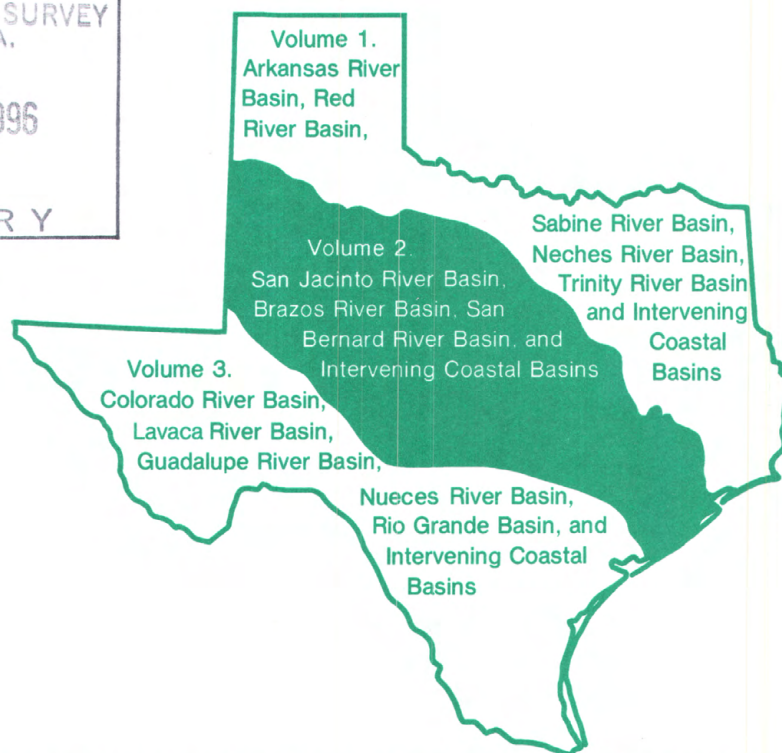 SURVEY
A.
996
R Y
Volume 1.
Arkansas River
Basin, Red
River Basin,
Sabine River Basin,
Neches River Basin,
Trinity River Basin
and Intervening
Coastal
Basins
Volume 2.
San Jacinto River Basin,
Brazos River Basin, San
Bernard River Basin, and
Intervening Coastal Basins
Volume 3.
Colorado River Basin,
Lavaca River Basin,
Guadalupe River Basin,
Nueces River Basin,
Rio Grande Basin, and
Intervening Coastal
Basins